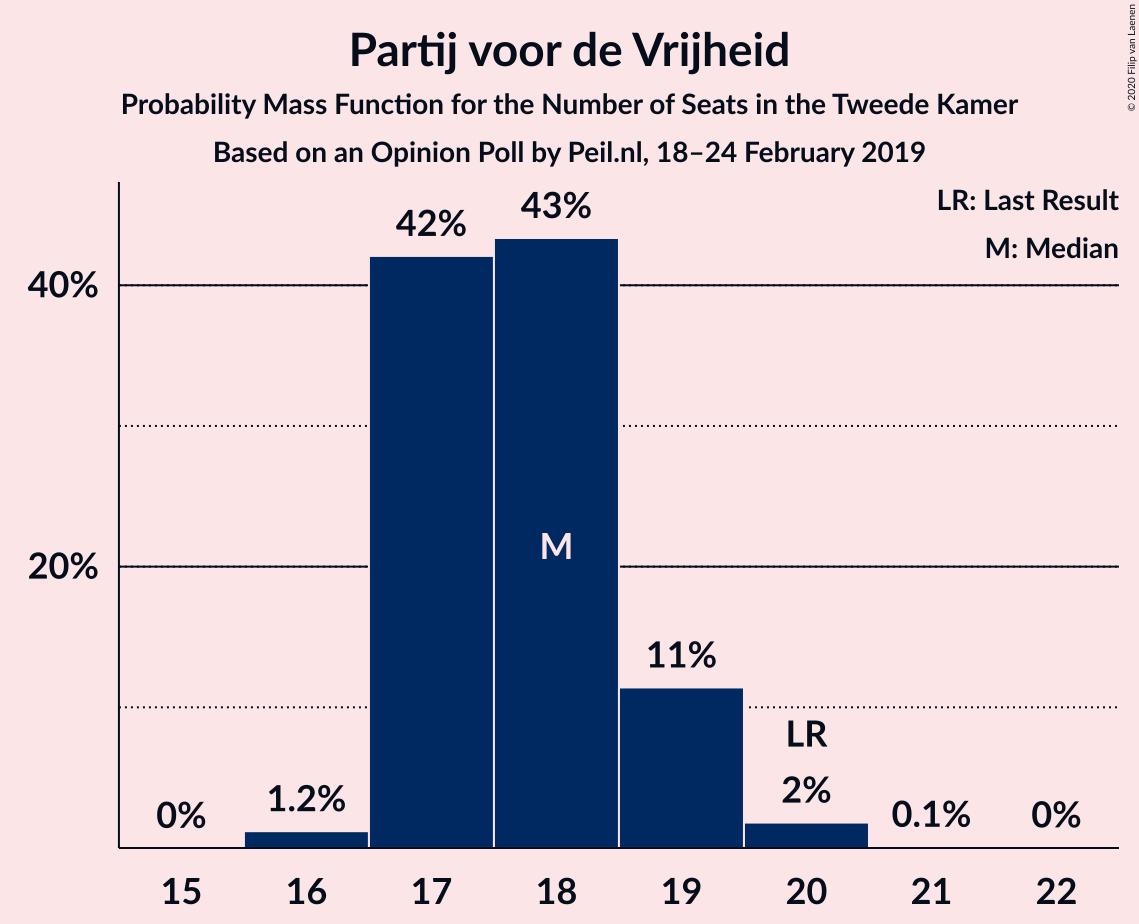 Partij voor de Vrijheid
Probability Mass Function for the Number of Seats in the Tweede Kamer
Based on an Opinion Poll by Peil.nl, 18–24 February 2019
© 2020 Filip van Laenen
LR: Last Result
M: Median
40%
20%
0%
1.2%
42%
43%
M
11%
LR
2%
0.1%
0%
15 16 17 18 19 20 21 22